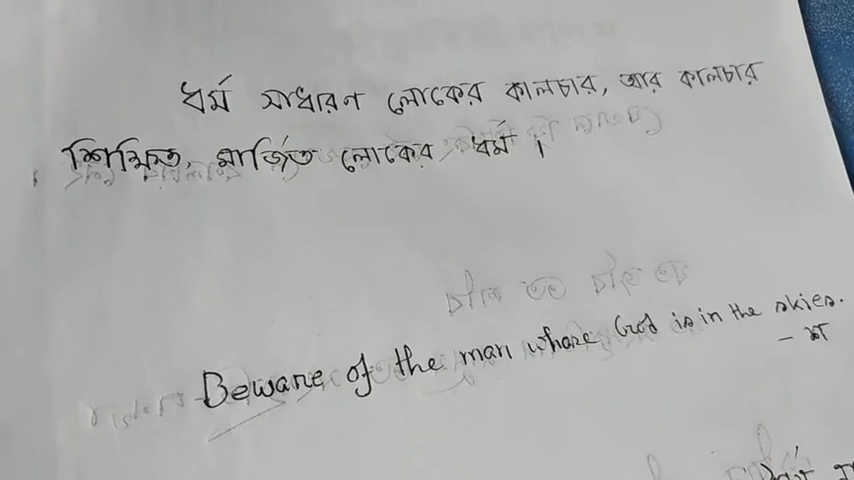 ধর্ম সাধারণ লোকের কালচার, আর কালচার
শিক্ষিত, মার্জিত লোকের ধর্ম।
Beware of the man whose God is in the skies.
– শ